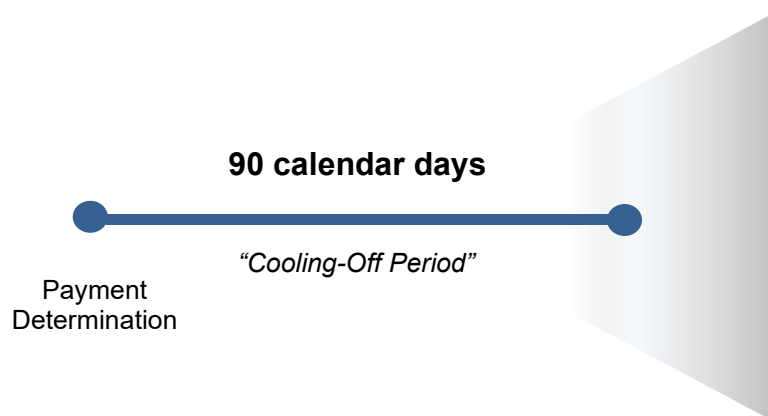 90 calendar days
“Cooling-Off Period”
Payment
Determination